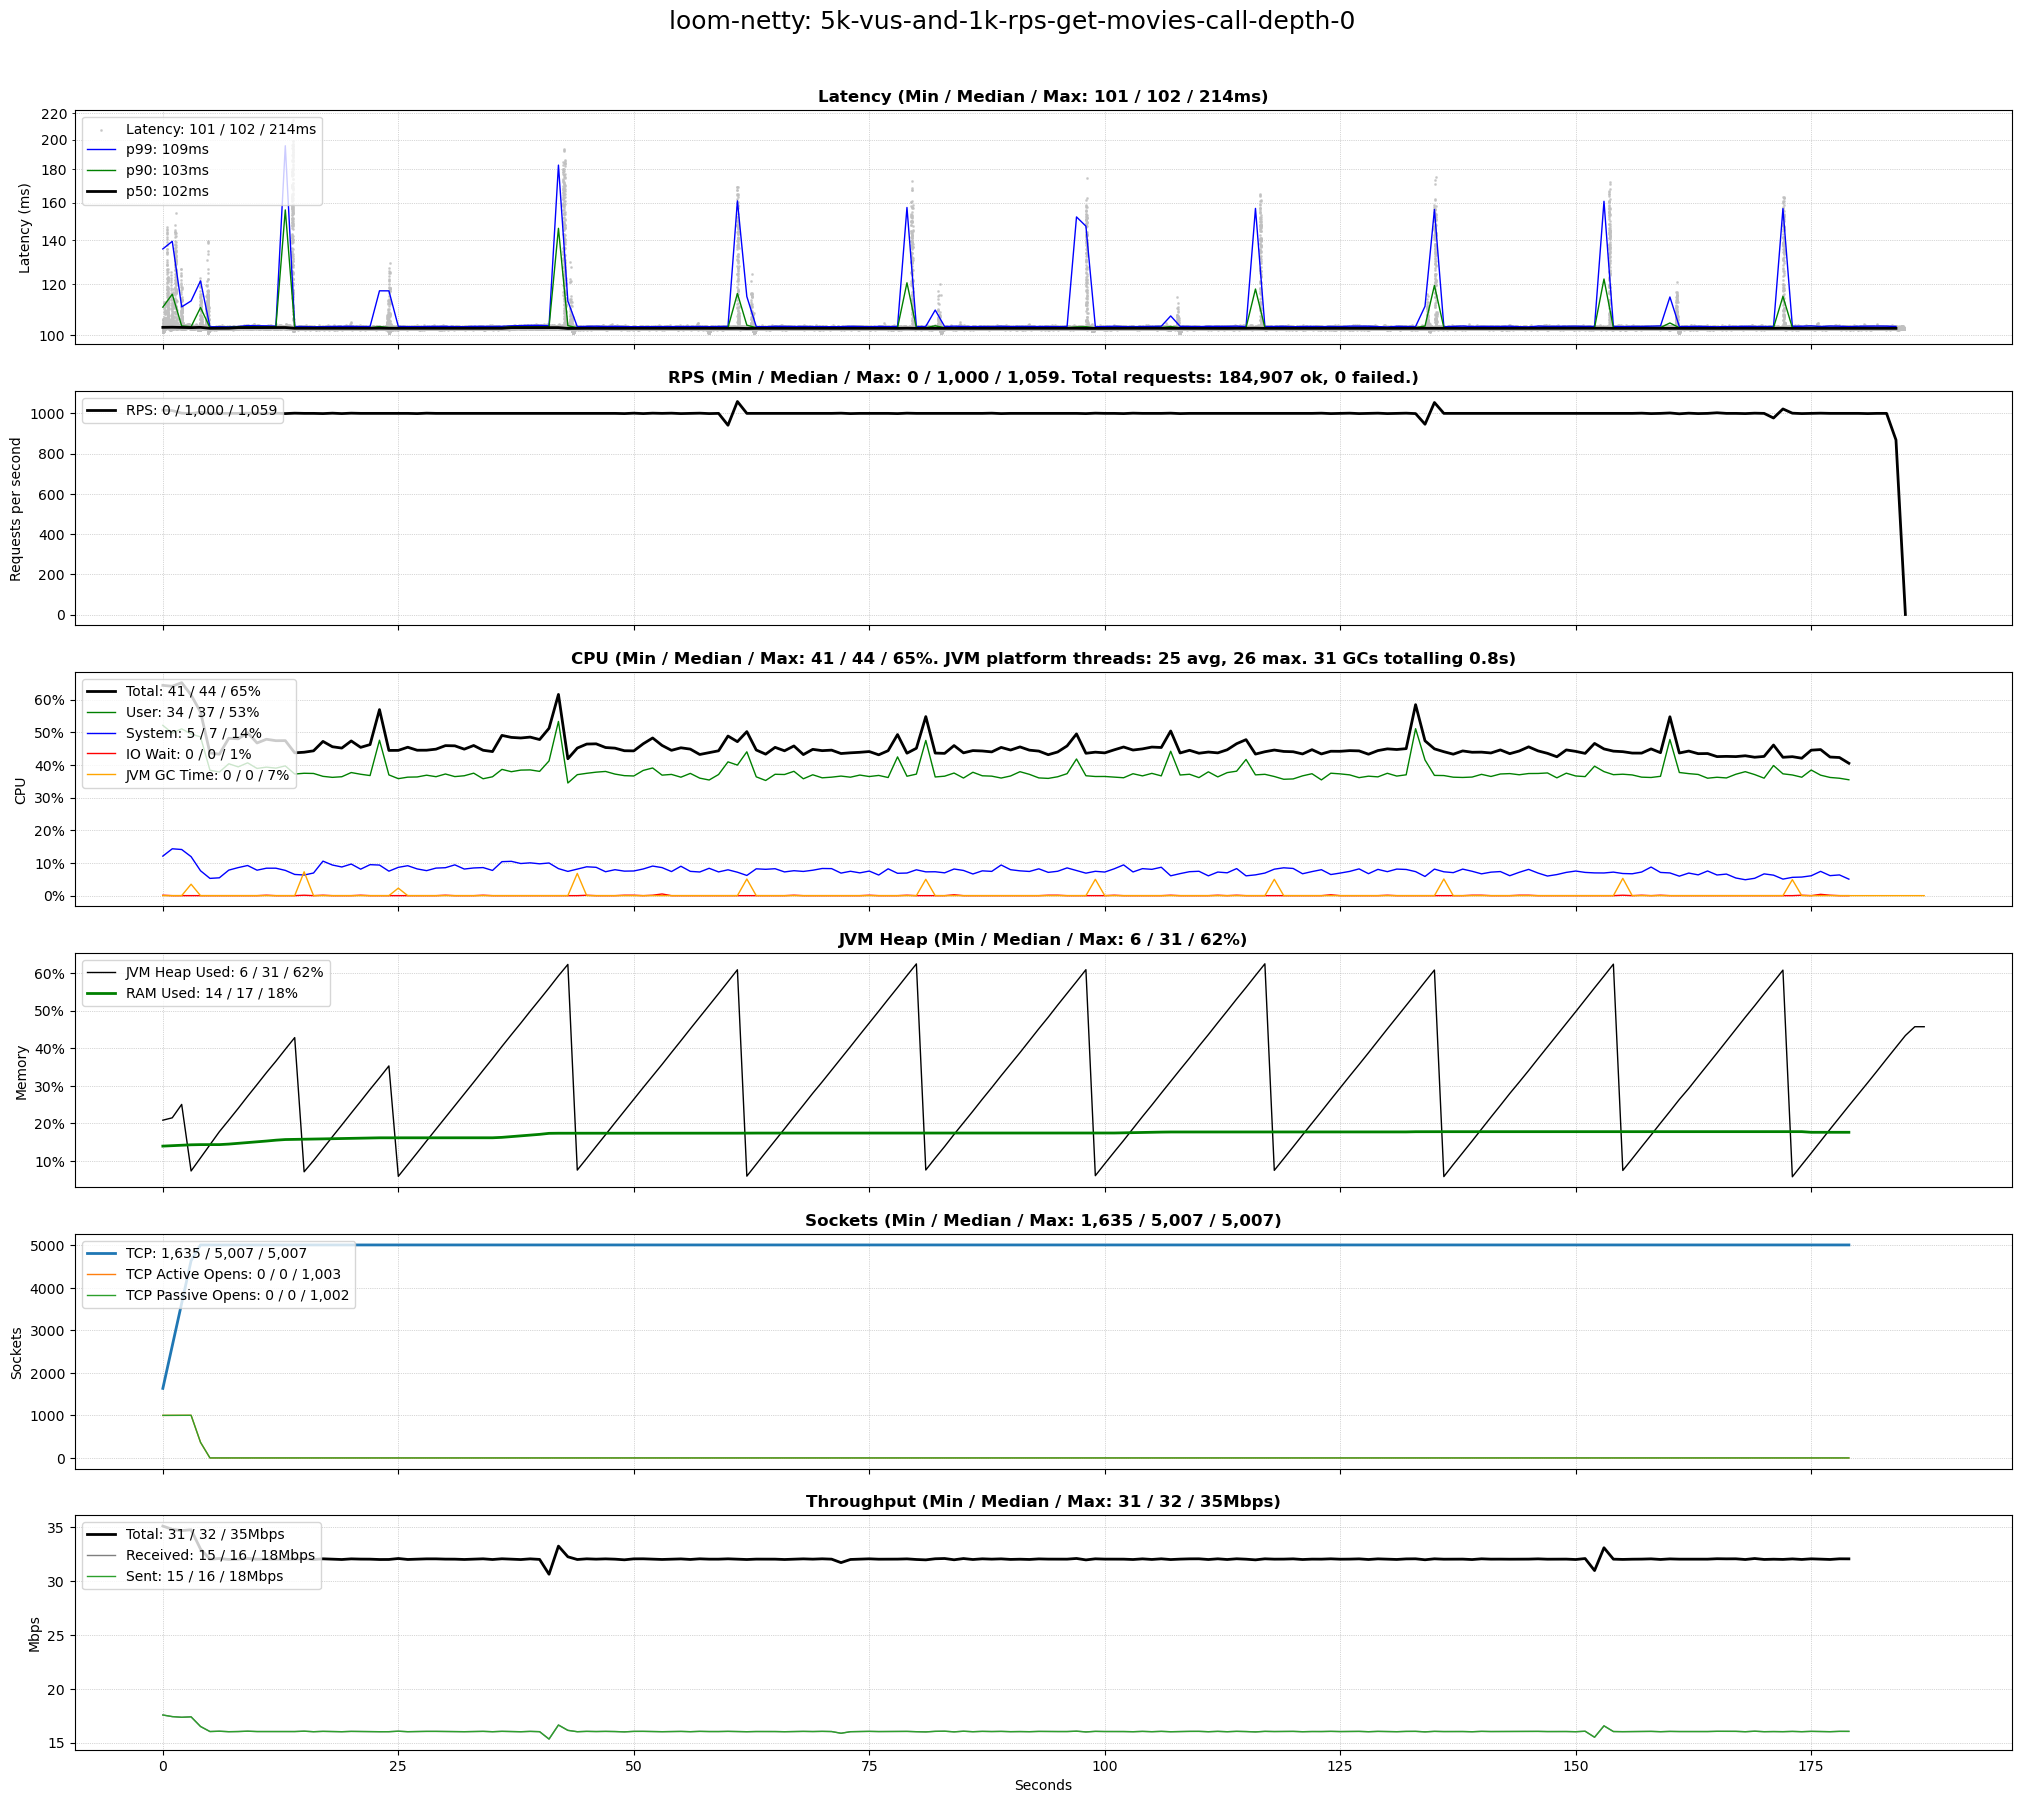 loom-netty: 5k-vus-and-1k-rps-get-movies-call-depth-0
Latency (Min / Median / Max: 101 / 102 / 214ms)
Latency (ms)
220
200
180
160
140
120
100
Latency: 101 / 102 / 214ms
p99: 109ms
p90: 103ms
p50: 102ms
RPS (Min / Median / Max: 0 / 1,000 / 1,059. Total requests: 184,907 ok, 0 failed.)
Requests per second
1000
800
600
400
200
0
RPS: 0 / 1,000 / 1,059
CPU (Min / Median / Max: 41 / 44 / 65%. JVM platform threads: 25 avg, 26 max. 31 GCs totalling 0.8s)
CPU
60%
50%
40%
30%
20%
10%
0%
Total: 41 / 44 / 65%
User: 34 / 37 / 53%
System: 5 / 7 / 14%
IO Wait: 0 / 0 / 1%
JVM GC Time: 0 / 0 / 7%
JVM Heap (Min / Median / Max: 6 / 31 / 62%)
Memory
60%
50%
40%
30%
20%
10%
JVM Heap Used: 6 / 31 / 62%
RAM Used: 14 / 17 / 18%
Sockets (Min / Median / Max: 1,635 / 5,007 / 5,007)
Sockets
5000
4000
3000
2000
1000
0
TCP: 1,635 / 5,007 / 5,007
TCP Active Opens: 0 / 0 / 1,003
TCP Passive Opens: 0 / 0 / 1,002
Throughput (Min / Median / Max: 31 / 32 / 35Mbps)
Mbps
35
30
25
20
15
Total: 31 / 32 / 35Mbps
Received: 15 / 16 / 18Mbps
Sent: 15 / 16 / 18Mbps
0 25 50 75 100 125 150 175
Seconds